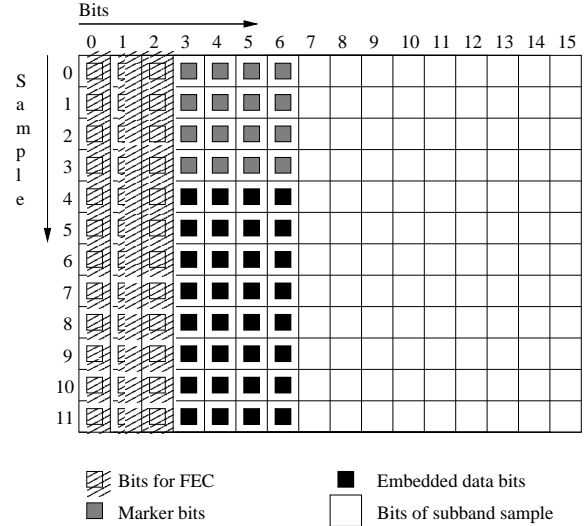 Bits
0 1 2 3 4 5 6 7 8 9 10 11 12 13 14 15
Sample
0
1
2
3
4
5
6
7
8
9
10
11
Bits for FEC
Embedded data bits
Marker bits
Bits of subband sample